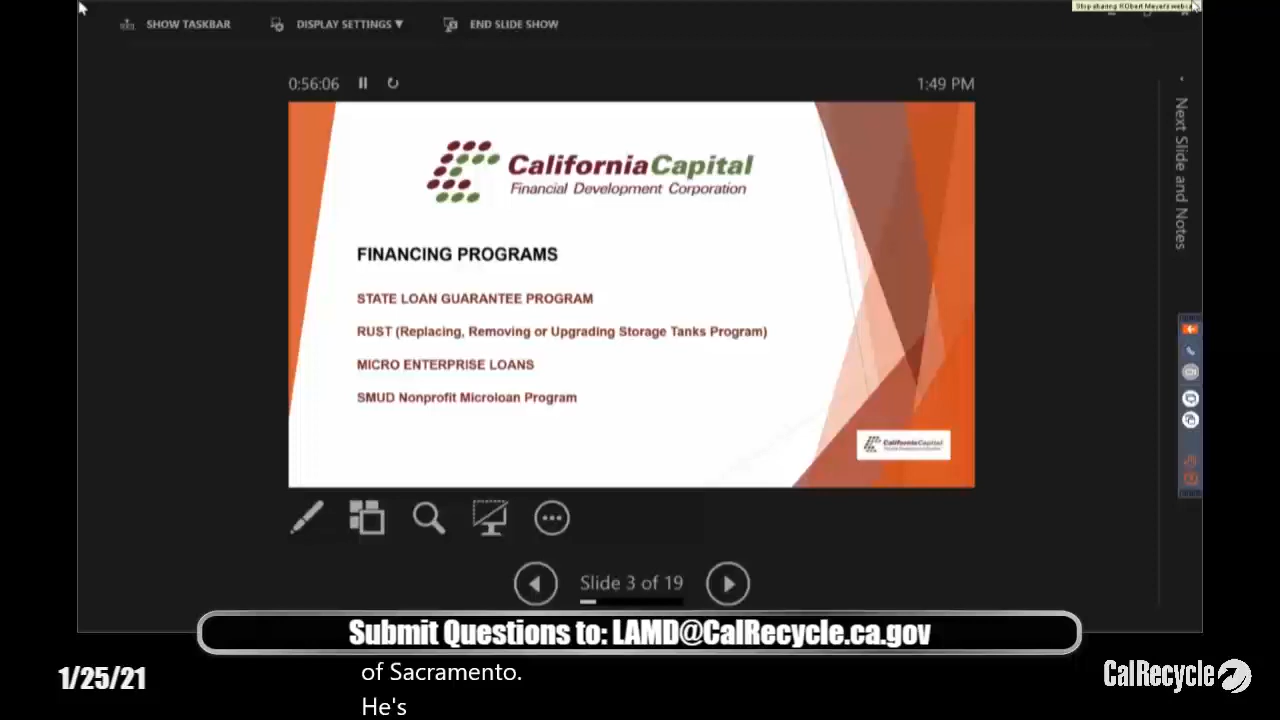 SHOW TASKBAR
DISPLAY SETTINGS ▼
END SLIDE SHOW
0:56:06
1:49 PM
CaliforniaCapital
Financial Development Corporation
FINANCING PROGRAMS
STATE LOAN GUARANTEE PROGRAM
RUST (Replacing, Removing or Upgrading Storage Tanks Program)
MICRO ENTERPRISE LOANS
SMUD Nonprofit Microloan Program
CaliforniaCapital
Next Slide and Notes
Slide 3 of 19
Submit Questions to: LAMD@CalRecycle.ca.gov
1/25/21
of Sacramento.
He's
CalRecycle